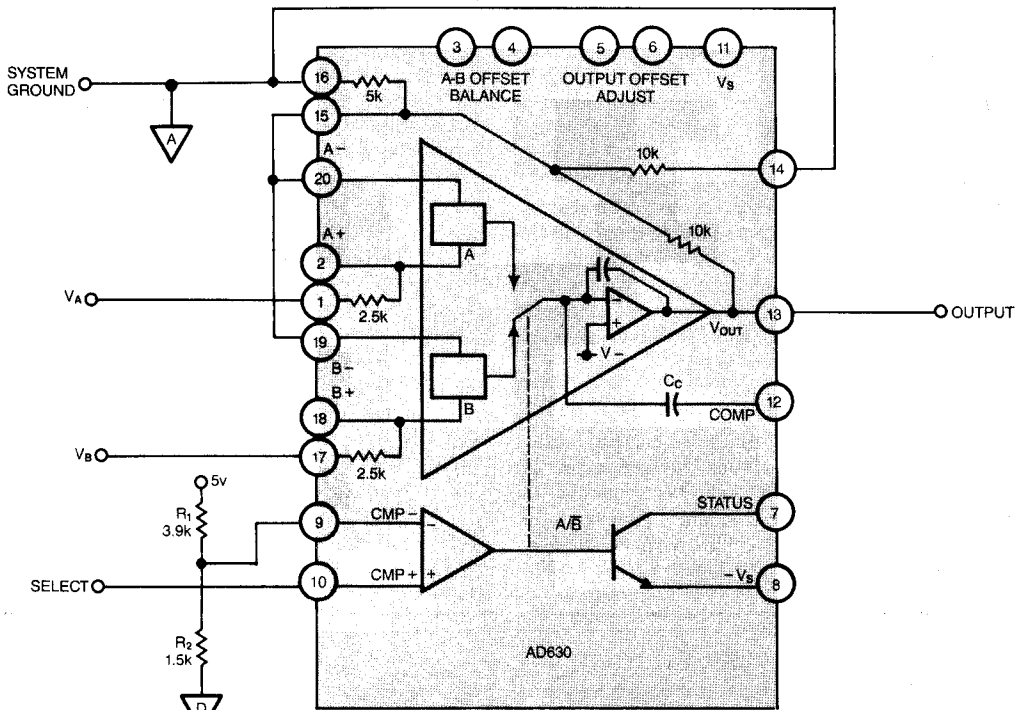 3 4 5 6 11
A-B OFFSET BALANCE
OUTPUT OFFSET ADJUST
VS
SYSTEM GROUND
16
5k
15
A
A−
20
10k
14
A
10k
A+
2
VA
1
2.5k
19
B−
B+
−
+
V−
VOUT
13
OUTPUT
18
B
CC
12
COMP
VB
17
2.5k
5v
R1
3.9k
9
CMP−
−
A/B̅
STATUS
7
SELECT
10
CMP+
+
−VS
8
R2
1.5k
AD630
D